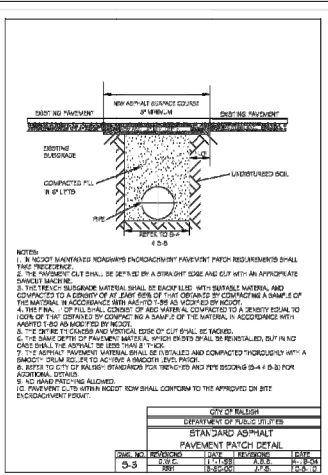 NEW ASPHALT SURFACE COURSE
3" MINIMUM
EXISTING PAVEMENT
EXISTING PAVEMENT
EXISTING
SUBGRADE
UNDISTURBED SOIL
COMPACTED FILL
IN 6" LIFTS
PIPE
REFER TO S-4
& S-5
NOTES:
1. IN NCDOT MAINTAINED ROADWAYS ENCROACHMENT PAVEMENT PATCH REQUIREMENTS SHALL
TAKE PRECEDENCE.
2. THE PAVEMENT CUT SHALL BE DEFINED BY A STRAIGHT EDGE AND CUT WITH AN APPROPRIATE
SAWCUT MACHINE.
3. THE TRENCH SUBGRADE MATERIAL SHALL BE BACKFILLED WITH SUITABLE MATERIAL AND
COMPACTED TO A DENSITY OF AT LEAST 95% OF THAT OBTAINED BY COMPACTING A SAMPLE OF
THE MATERIAL IN ACCORDANCE WITH AASHTO T-99 AS MODIFIED BY NCDOT.
4. THE FINAL OF FILL SHALL CONSIST OF ABC MATERIAL COMPACTED TO A DENSITY EQUAL TO
100% OF THAT OBTAINED BY COMPACTING A SAMPLE OF THE MATERIAL IN ACCORDANCE WITH
AASHTO T-180 AS MODIFIED BY NCDOT.
5. THE ENTIRE THICKNESS AND VERTICAL EDGE OF CUT SHALL BE TACKED.
6. THE SAME DEPTH OF PAVEMENT MATERIAL WHICH EXISTS SHALL BE REINSTALLED, BUT IN NO
CASE SHALL THE ASPHALT BE LESS THAN 3" THICK.
7. THE ASPHALT PAVEMENT MATERIAL SHALL BE INSTALLED AND COMPACTED THOROUGHLY WITH A
SMOOTH DRUM ROLLER TO ACHIEVE A SMOOTH LEVEL PATCH.
8. REFER TO CITY OF RALEIGH STANDARDS FOR TRENCHES AND PIPE BEDDING (S-4 & S-5) FOR
ADDITIONAL DETAILS.
9. NO HAND PATCHING ALLOWED.
10. PAVEMENT CUTS WITHIN NCDOT ROW SHALL CONFORM TO THE APPROVED ON SITE
ENCROACHMENT PERMIT.
CITY OF RALEIGH
DEPARTMENT OF PUBLIC UTILITIES
STANDARD ASPHALT
PAVEMENT PATCH DETAIL
DWG. NO. REVISIONS DATE REVISIONS DATE
S-3 D.W.C. A.B.B.
RRH J.P.S.